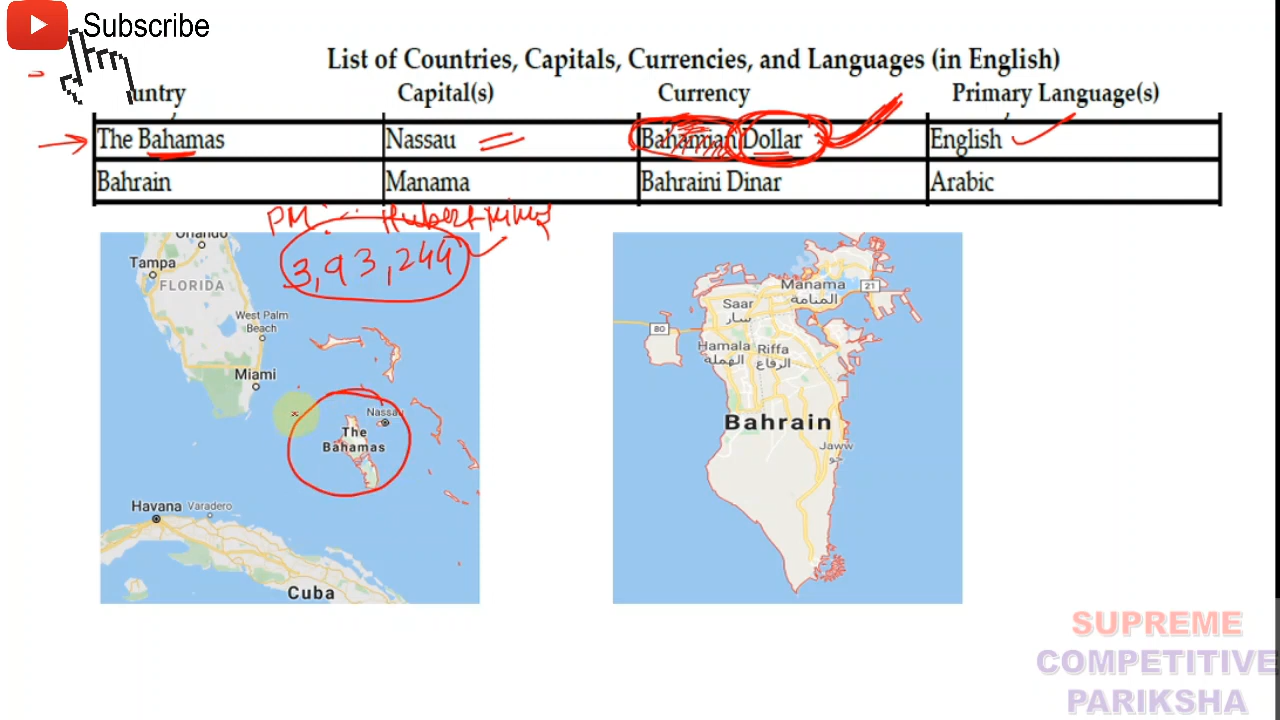 Subscribe
List of Countries, Capitals, Currencies, and Languages (in English)
untry Capital(s) Currency Primary Language(s)
The Bahamas Nassau Bahamian Dollar English
Bahrain Manama Bahraini Dinar Arabic
PM :- Hubert
3,93,244
Orlando
Tampa
FLORIDA
West Palm
Beach
Miami
Nassau
The
Bahamas
Havana Varadero
Cuba
Manama
المنامة
21
Saar
سار
80
Hamala Riffa
الهملة الرفاع
Bahrain
Jaww
جو
SUPREME
COMPETITIVE
PARIKSHA